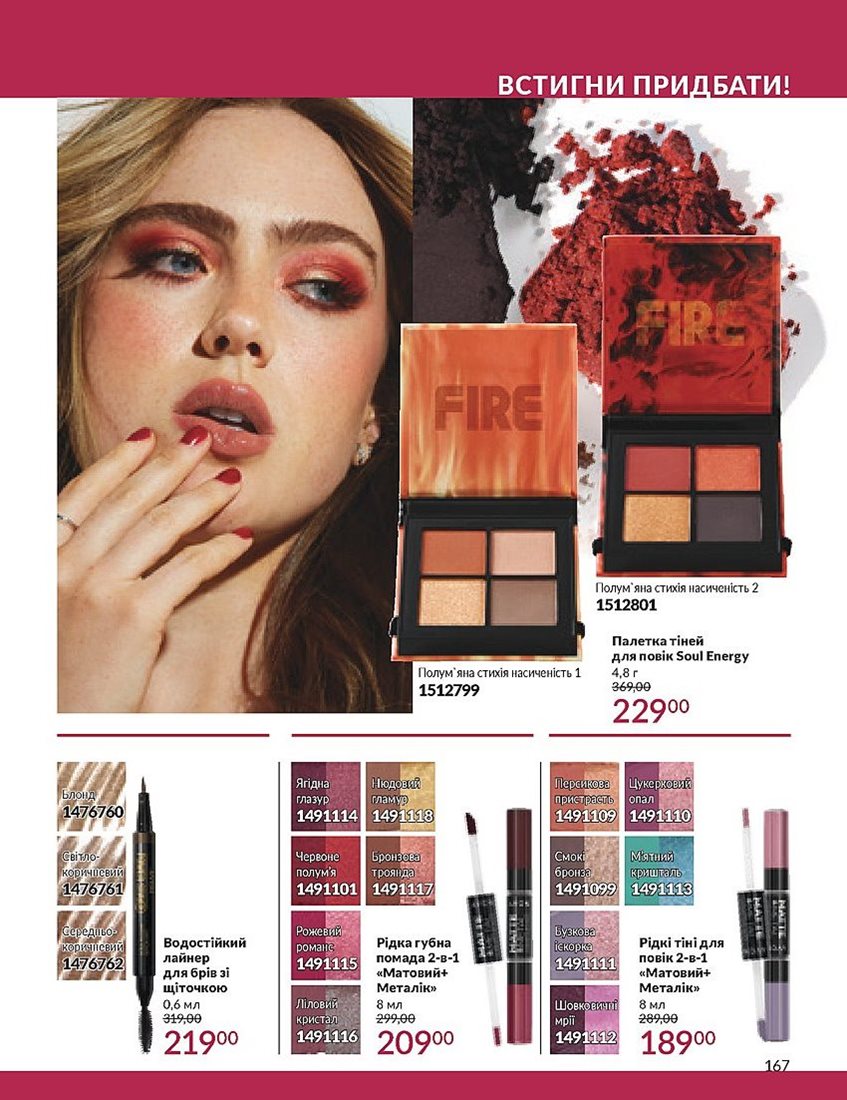 ВСТИГНИ ПРИДБАТИ!
FIRE
FIRE
Полум`яна стихія насиченість 2
1512801
Полум`яна стихія насиченість 1
1512799
Палетка тіней
для повік Soul Energy
4,8 г
369,00
229⁰⁰
Блонд
1476760
Світло-
коричневий
1476761
Середньо-
коричневий
1476762
Водостійкий
лайнер
для брів зі
щіточкою
0,6 мл
319,00
219⁰⁰
Ягідна
глазур
1491114
Нюдовий
гламур
1491118
Червоне
полум'я
1491101
Бронзова
троянда
1491117
Рожевий
романс
1491115
Ліловий
кристал
1491116
Рідка губна
помада 2-в-1
«Матовий+
Металік»
8 мл
299,00
209⁰⁰
MATTE
Персикова
пристрасть
1491109
Цукерковий
опал
1491110
Смокі
бронза
1491099
М'ятний
кришталь
1491113
Бузкова
іскорка
1491111
Шовковичні
мрії
1491112
Рідкі тіні для
повік 2-в-1
«Матовий+
Металік»
8 мл
289,00
189⁰⁰
MATTE
167